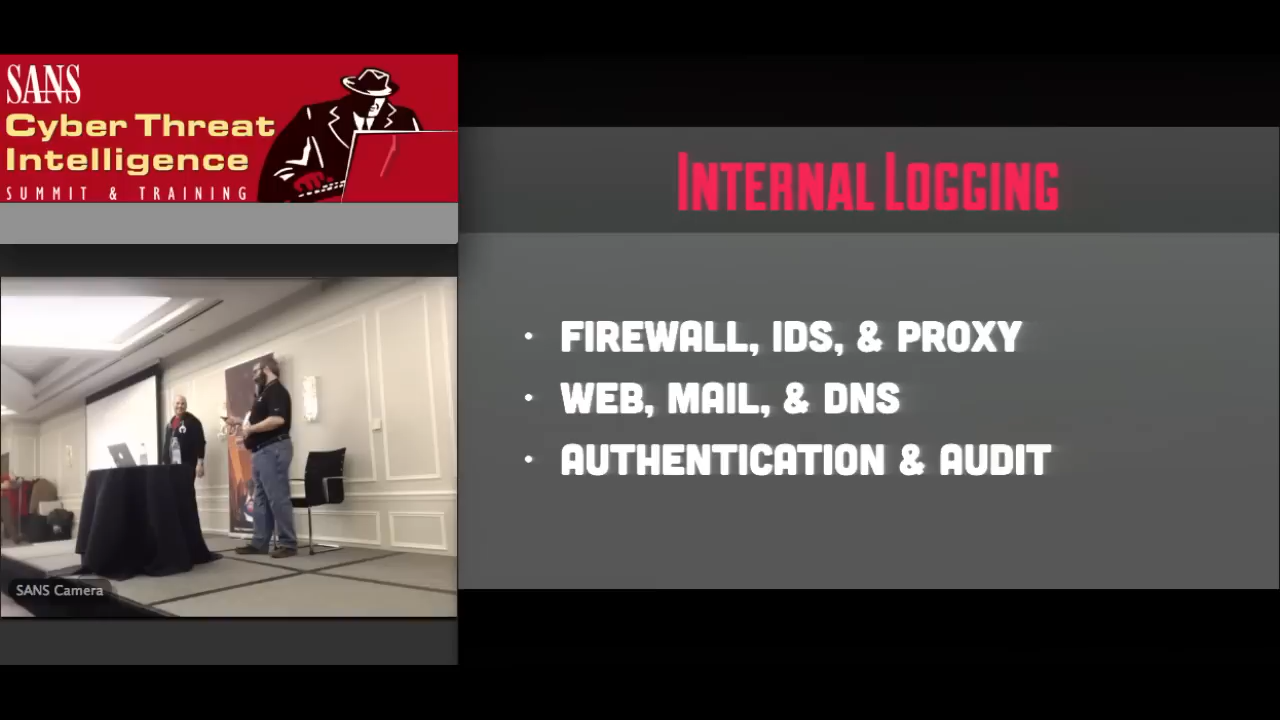 SANS
Cyber Threat
Intelligence
SUMMIT & TRAINING
INTERNAL LOGGING
• FIREWALL, IDS, & PROXY
• WEB, MAIL, & DNS
• AUTHENTICATION & AUDIT
SANS Camera